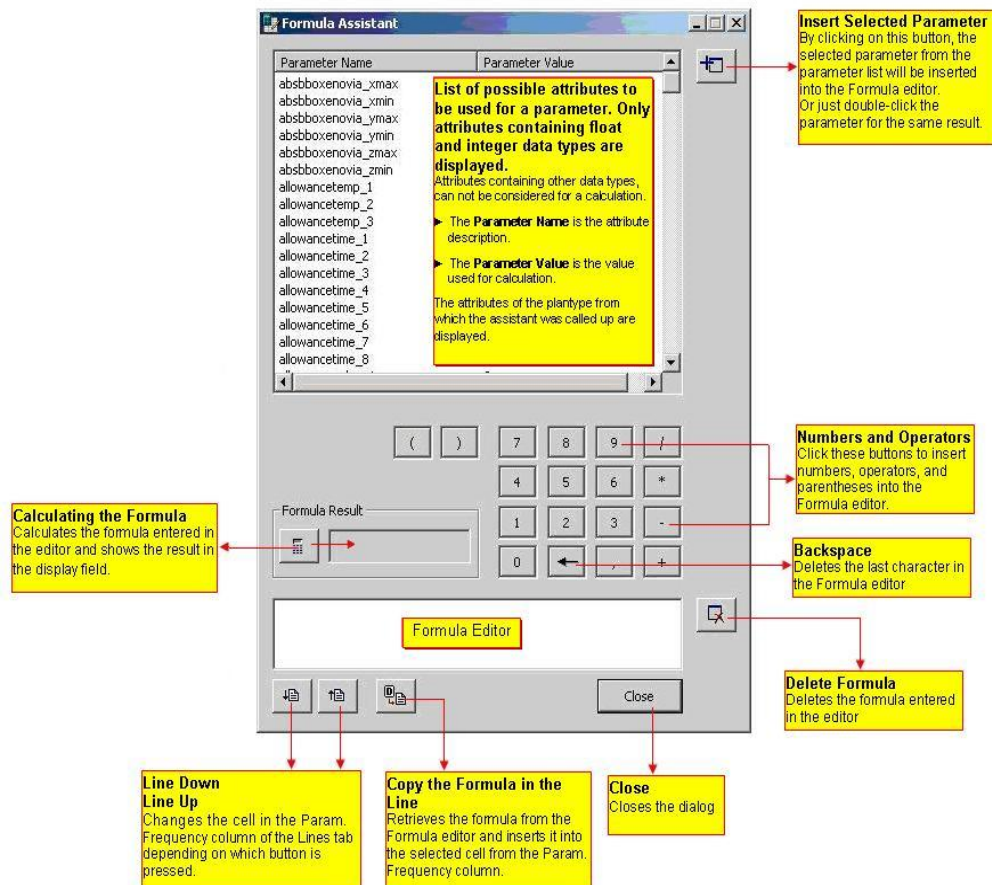 Formula Assistant
Parameter Name
Parameter Value
absbboxenovia_xmax
absbboxenovia_xmin
absbboxenovia_ymax
absbboxenovia_ymin
absbboxenovia_zmax
absbboxenovia_zmin
allowancetemp_1
allowancetemp_2
allowancetemp_3
allowancetime_1
allowancetime_2
allowancetime_3
allowancetime_4
allowancetime_5
allowancetime_6
allowancetime_7
allowancetime_8
List of possible attributes to
be used for a parameter. Only
attributes containing float
and integer data types are
displayed.
Attributes containing other data types,
can not be considered for a calculation.
► The Parameter Name is the attribute
description.
► The Parameter Value is the value
used for calculation.
The attributes of the plantype from
which the assistant was called up are
displayed.
Insert Selected Parameter
By clicking on this button, the
selected parameter from the
parameter list will be inserted
into the Formula editor.
Or just double-click the
parameter for the same result.
( ) 7 8 9 /
4 5 6 *
1 2 3 -
0 ← , +
Numbers and Operators
Click these buttons to insert
numbers, operators, and
parentheses into the
Formula editor.
Formula Result
Calculating the Formula
Calculates the formula entered in
the editor and shows the result in
the display field.
Backspace
Deletes the last character in
the Formula editor
Formula Editor
Delete Formula
Deletes the formula entered
in the editor
Close
Line Down
Line Up
Changes the cell in the Param.
Frequency column of the Lines tab
depending on which button is
pressed.
Copy the Formula in the
Line
Retrieves the formula from the
Formula editor and inserts it into
the selected cell from the Param.
Frequency column.
Close
Closes the dialog